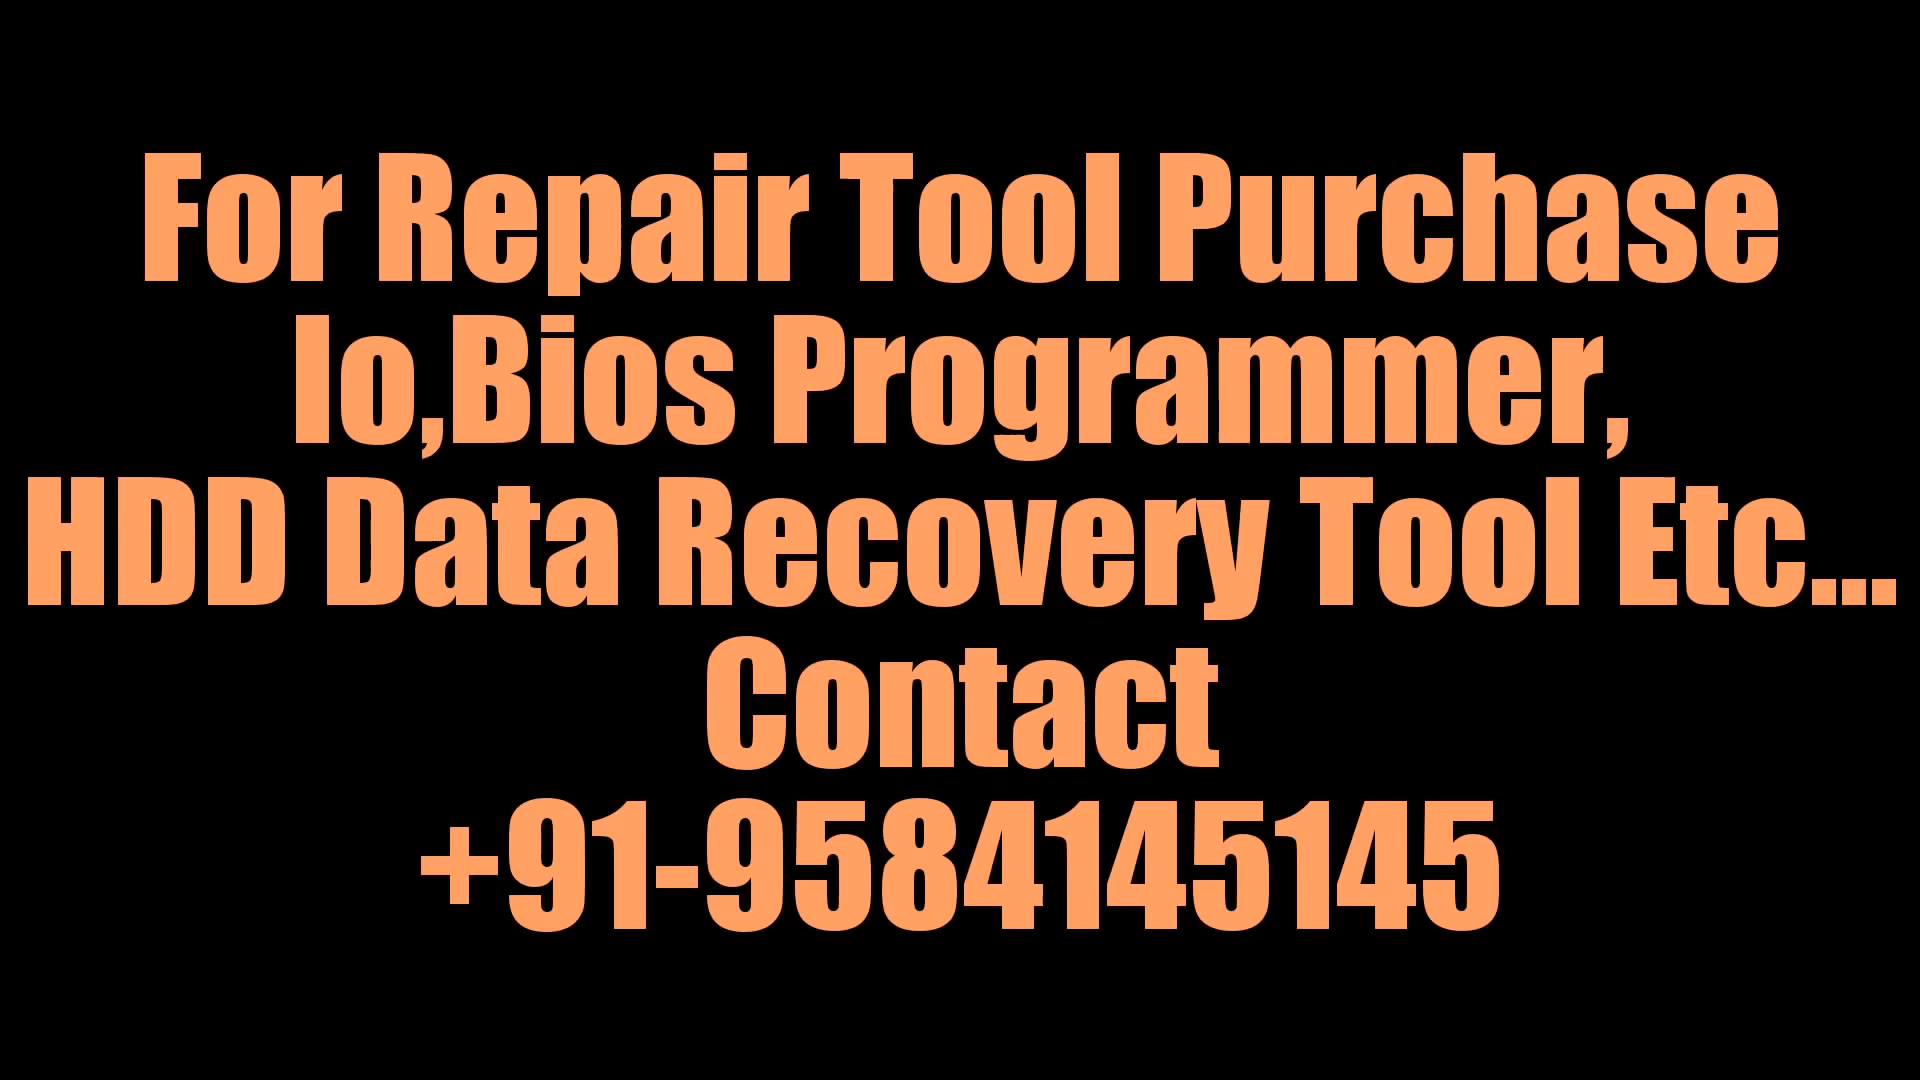 For Repair Tool Purchase
Io,Bios Programmer,
HDD Data Recovery Tool Etc...
Contact
+91-9584145145